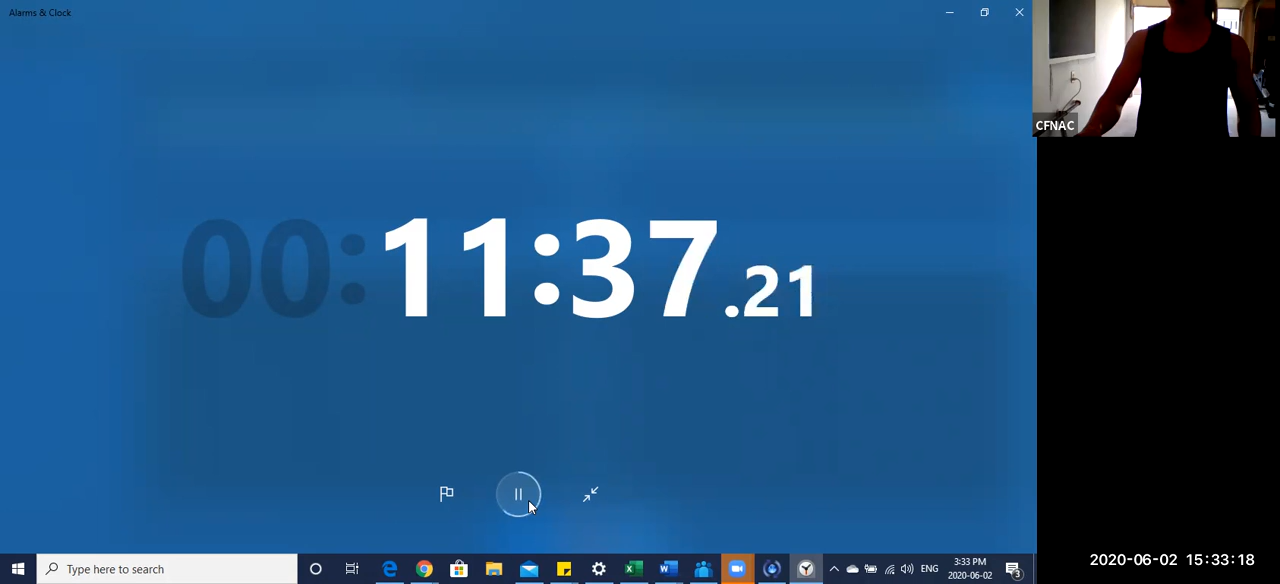 Alarms & Clock
CFNAC
00:11:37.21
Type here to search
ENG
3:33 PM
2020-06-02
3
2020-06-02 15:33:18